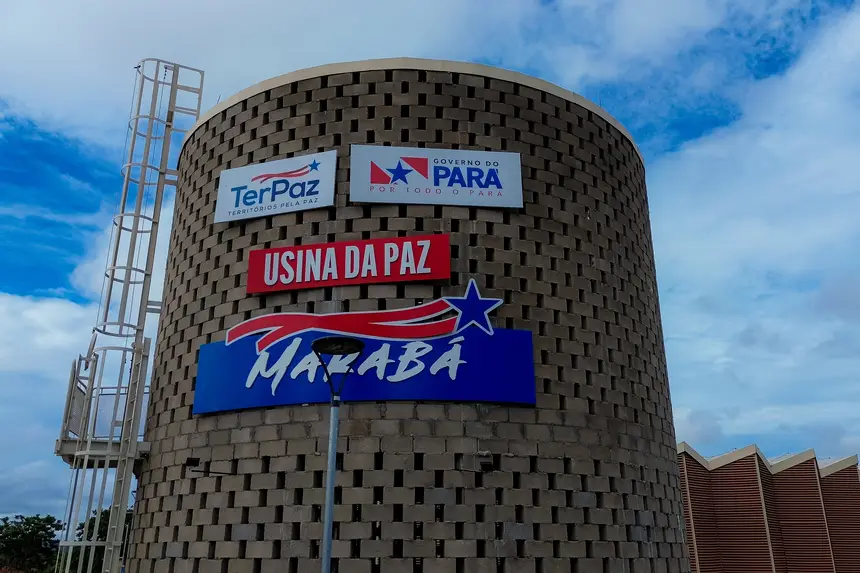 TerPaz
TERRITÓRIOS PELA PAZ
GOVERNO DO
PARÁ
POR TODO O PARÁ
USINA DA PAZ
MARABÁ